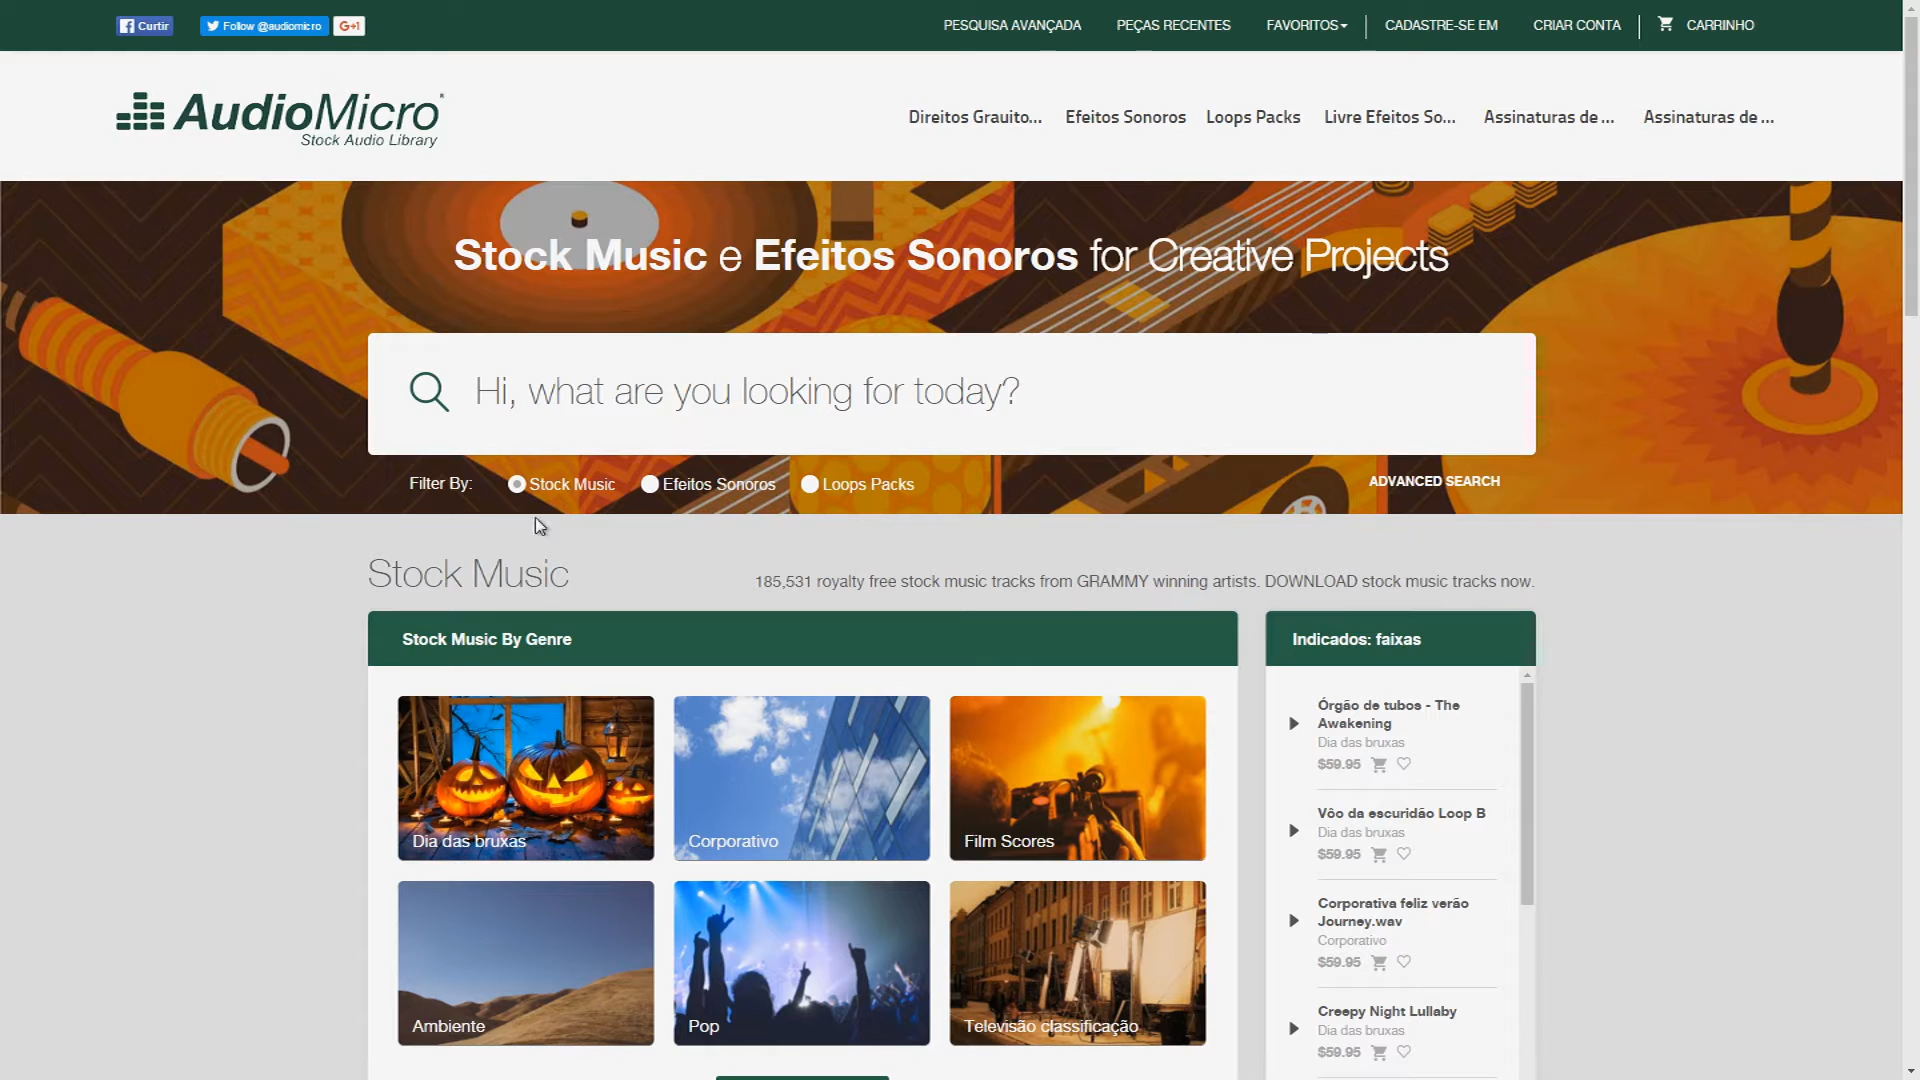 Curtir
Follow @audiomicro
G+1
PESQUISA AVANÇADA
PEÇAS RECENTES
FAVORITOS
CADASTRE-SE EM
CRIAR CONTA
CARRINHO
AudioMicro
Stock Audio Library
Direitos Grauito...
Efeitos Sonoros
Loops Packs
Livre Efeitos So...
Assinaturas de ...
Assinaturas de ...
Stock Music e Efeitos Sonoros for Creative Projects
Hi, what are you looking for today?
Filter By:
Stock Music
Efeitos Sonoros
Loops Packs
ADVANCED SEARCH
Stock Music
185,531 royalty free stock music tracks from GRAMMY winning artists. DOWNLOAD stock music tracks now.
Stock Music By Genre
Dia das bruxas
Corporativo
Film Scores
Ambiente
Pop
Televisão classificação
Indicados: faixas
Órgão de tubos - The
Awakening
Dia das bruxas
$59.95
Vôo da escuridão Loop B
Dia das bruxas
$59.95
Corporativa feliz verão
Journey.wav
Corporativo
$59.95
Creepy Night Lullaby
Dia das bruxas
$59.95